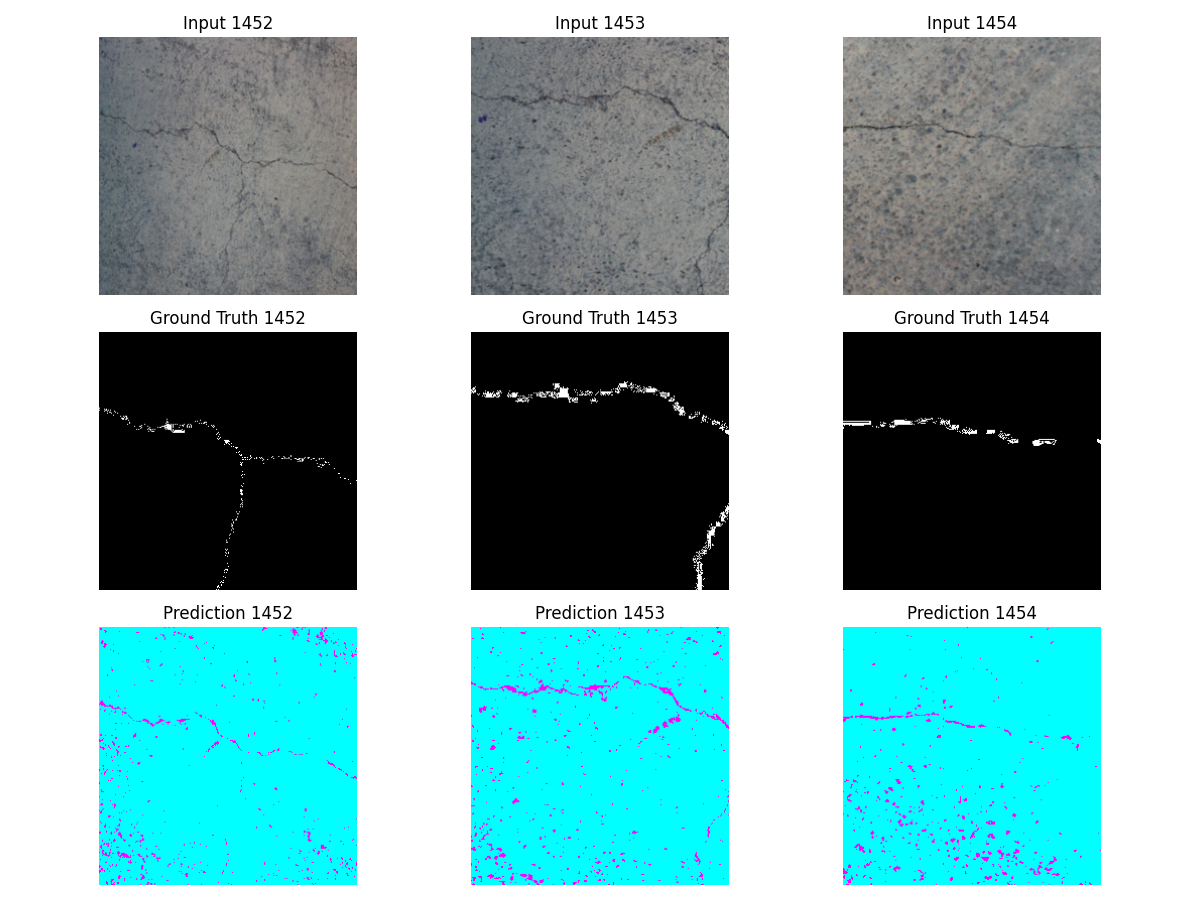 Input 1452
Input 1453
Input 1454
Ground Truth 1452
Ground Truth 1453
Ground Truth 1454
Prediction 1452
Prediction 1453
Prediction 1454